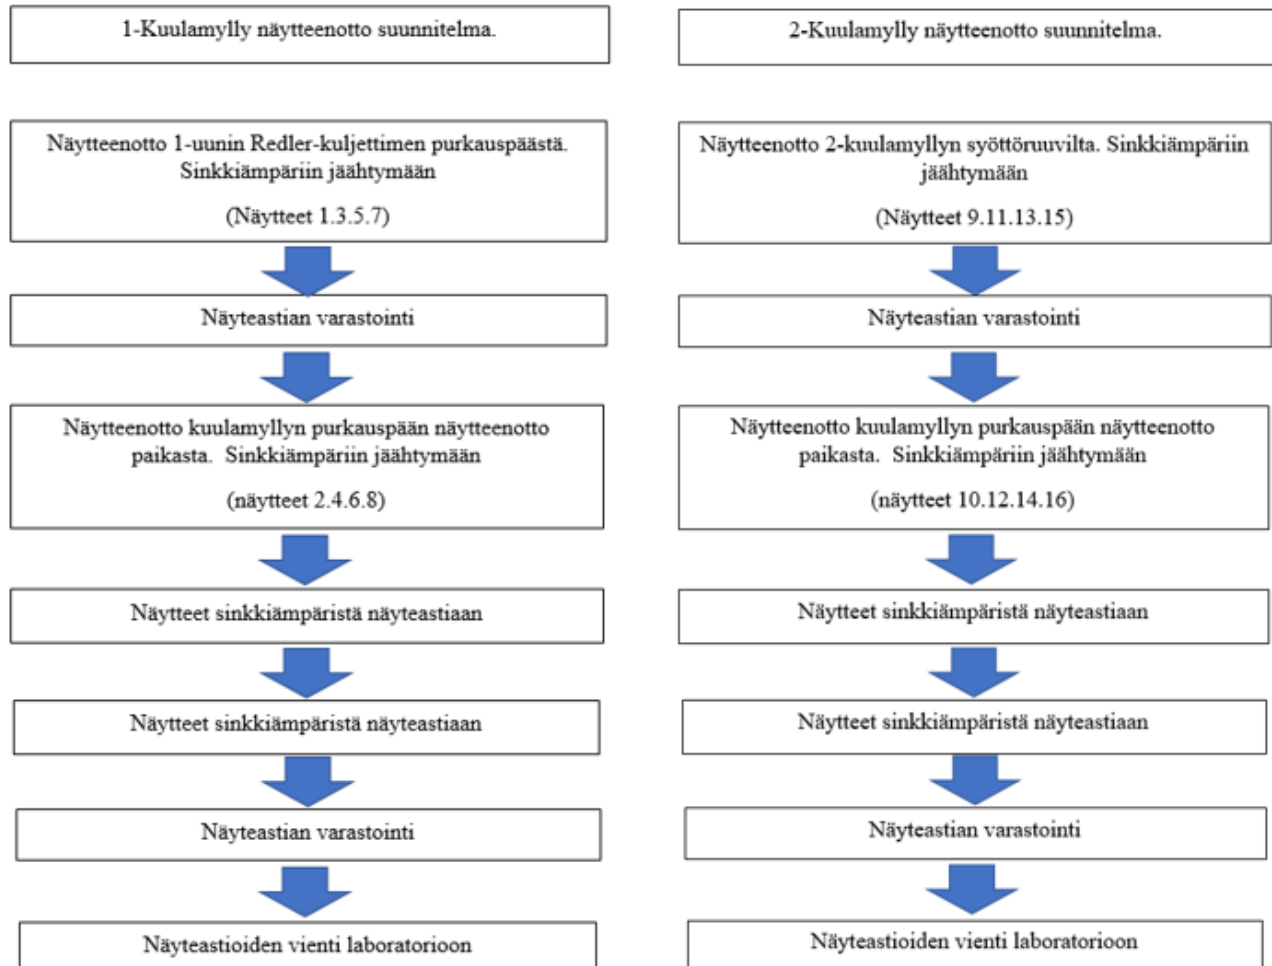 1-Kuulamylly näytteenotto suunnitelma.
Näytteenotto 1-uunin Redler-kuljettimen purkauspäästä.
Sinkkiämpäriin jäähtymään
(Näytteet 1.3.5.7)
Näyteastian varastointi
Näytteenotto kuulamyllyn purkauspään näytteenotto
paikasta.  Sinkkiämpäriin jäähtymään
(näytteet 2.4.6.8)
Näytteet sinkkiämpäristä näyteastiaan
Näytteet sinkkiämpäristä näyteastiaan
Näyteastian varastointi
Näyteastioiden vienti laboratorioon
2-Kuulamylly näytteenotto suunnitelma.
Näytteenotto 2-kuulamyllyn syöttöruuvilta. Sinkkiämpäriin
jäähtymään
(Näytteet 9.11.13.15)
Näyteastian varastointi
Näytteenotto kuulamyllyn purkauspään näytteenotto
paikasta.  Sinkkiämpäriin jäähtymään
(näytteet 10.12.14.16)
Näytteet sinkkiämpäristä näyteastiaan
Näytteet sinkkiämpäristä näyteastiaan
Näyteastian varastointi
Näyteastioiden vienti laboratorioon